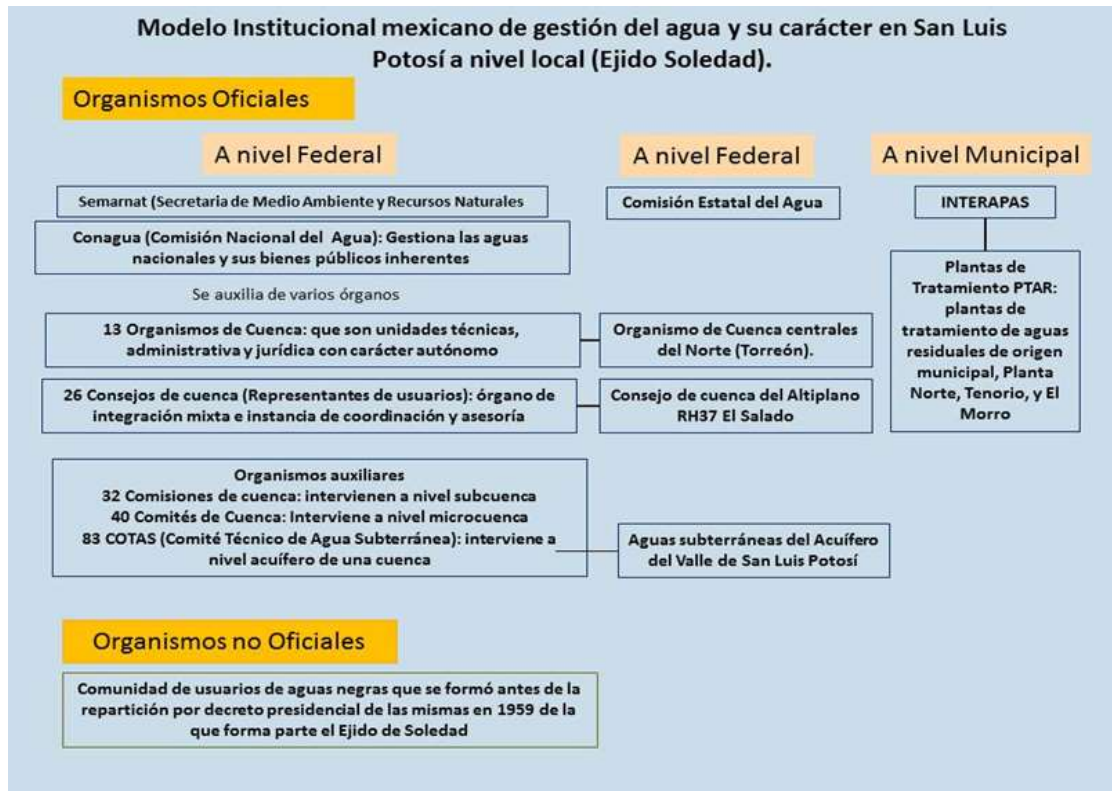 Modelo Institucional mexicano de gestión del agua y su carácter en San Luis
Potosí a nivel local (Ejido Soledad).
Organismos Oficiales
A nivel Federal
Semarnat (Secretaria de Medio Ambiente y Recursos Naturales
Conagua (Comisión Nacional del Agua): Gestiona las aguas
nacionales y sus bienes públicos inherentes
Se auxilia de varios órganos
13 Organismos de Cuenca: que son unidades técnicas,
administrativa y jurídica con carácter autónomo
26 Consejos de cuenca (Representantes de usuarios): órgano de
integración mixta e instancia de coordinación y asesoría
Organismos auxiliares
32 Comisiones de cuenca: intervienen a nivel subcuenca
40 Comités de Cuenca: Interviene a nivel microcuenca
83 COTAS (Comité Técnico de Agua Subterránea): interviene a
nivel acuífero de una cuenca
A nivel Federal
Comisión Estatal del Agua
Organismo de Cuenca centrales
del Norte (Torreón).
Consejo de cuenca del Altiplano
RH37 El Salado
Aguas subterráneas del Acuífero
del Valle de San Luis Potosí
A nivel Municipal
INTERAPAS
Plantas de
Tratamiento PTAR:
plantas de
tratamiento de aguas
residuales de origen
municipal, Planta
Norte, Tenorio, y El
Morro
Organismos no Oficiales
Comunidad de usuarios de aguas negras que se formó antes de la
repartición por decreto presidencial de las mismas en 1959 de la
que forma parte el Ejido de Soledad